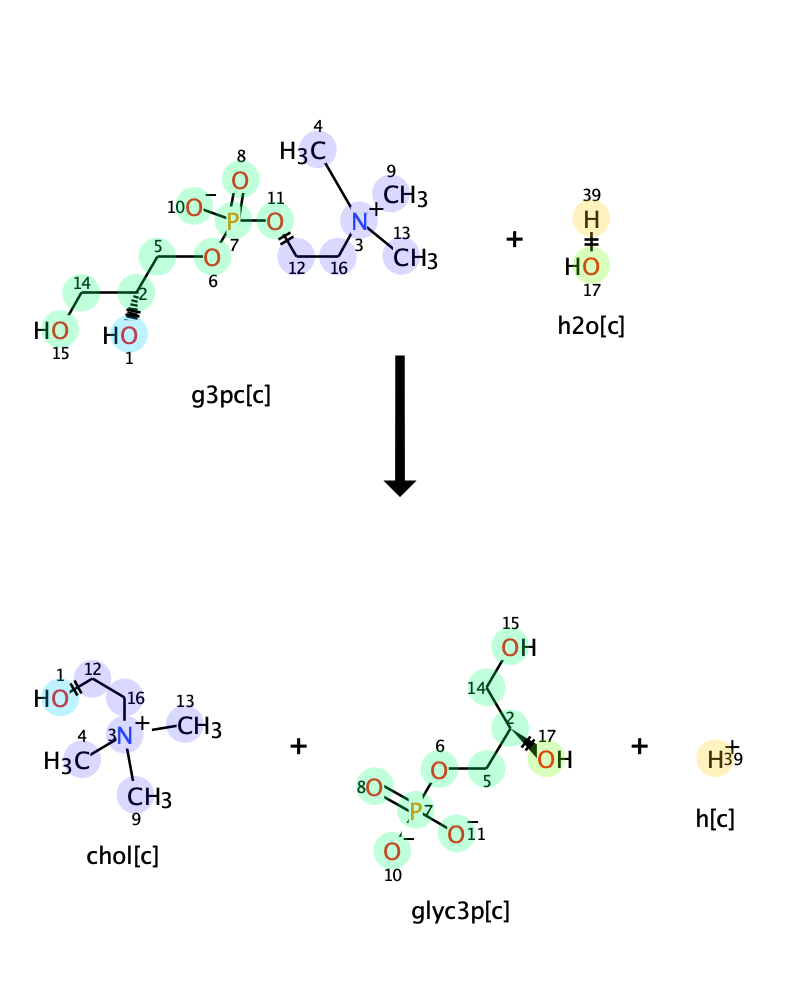 4
H3C
9
CH3
8
O
10
O−
P
7
11
O
N+
3
13
CH3
5
6
O
12
16
14
2
HO
15
HO
1
g3pc[c]
+
39
H
HO
17
h2o[c]
1
HO
12
16
13
CH3
3
N+
4
H3C
CH3
9
chol[c]
+
15
OH
14
2
17
OH
6
O
5
8
O
P
7
O−
11
O−
10
glyc3p[c]
+
H+
39
h[c]